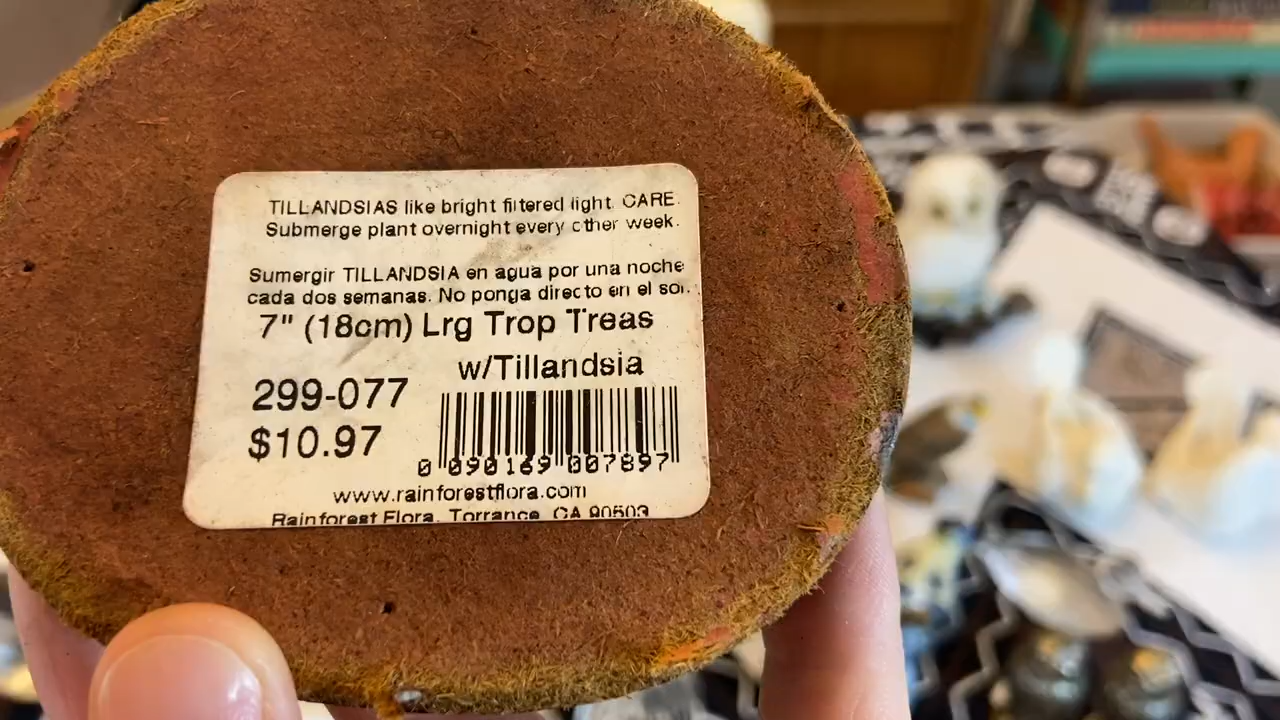 TILLANDSIAS like bright filtered light. CARE.
Submerge plant overnight every other week.
Sumergir TILLANDSIA en agua por una noche
cada dos semanas. No ponga directo en el sol.
7" (18cm) Lrg Trop Treas
w/Tillandsia
299-077
$10.97
0 090169 007897
www.rainforestflora.com
Rainforest Flora, Torrance, CA 90503